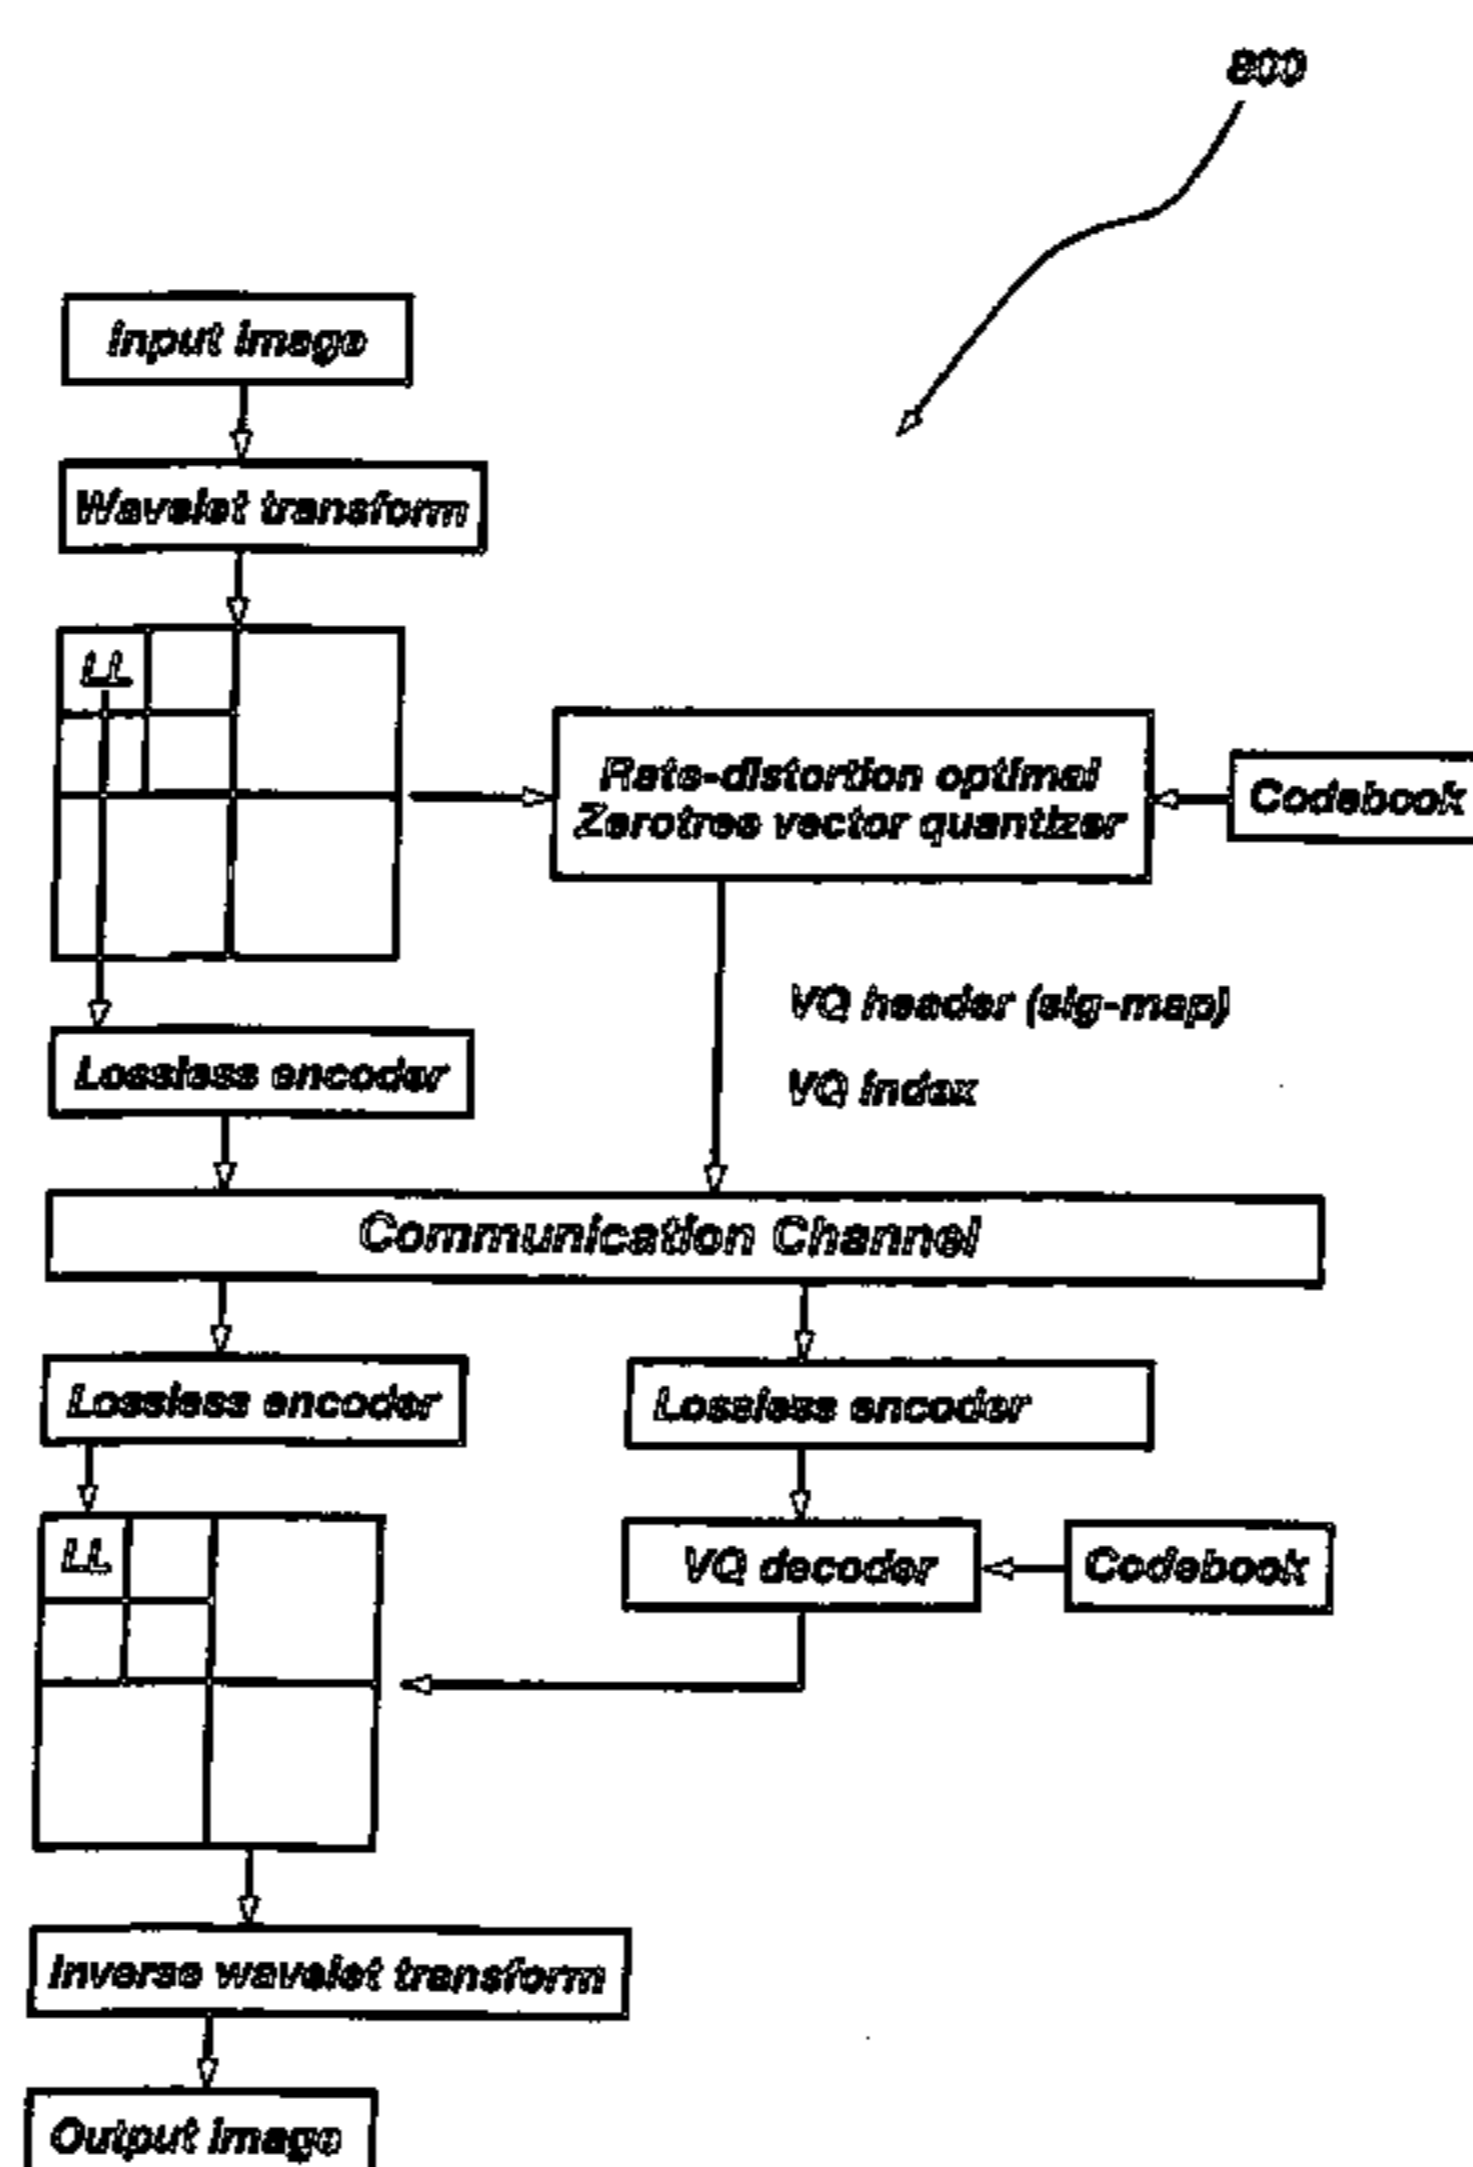 800
Input image
Wavelet transform
LL
Rate-distortion optimal
Zerotree vector quantizer
Codebook
VQ header (sig-map)
VQ index
Lossless encoder
Communication Channel
Lossless encoder
Lossless encoder
LL
VQ decoder
Codebook
Inverse wavelet transform
Output image